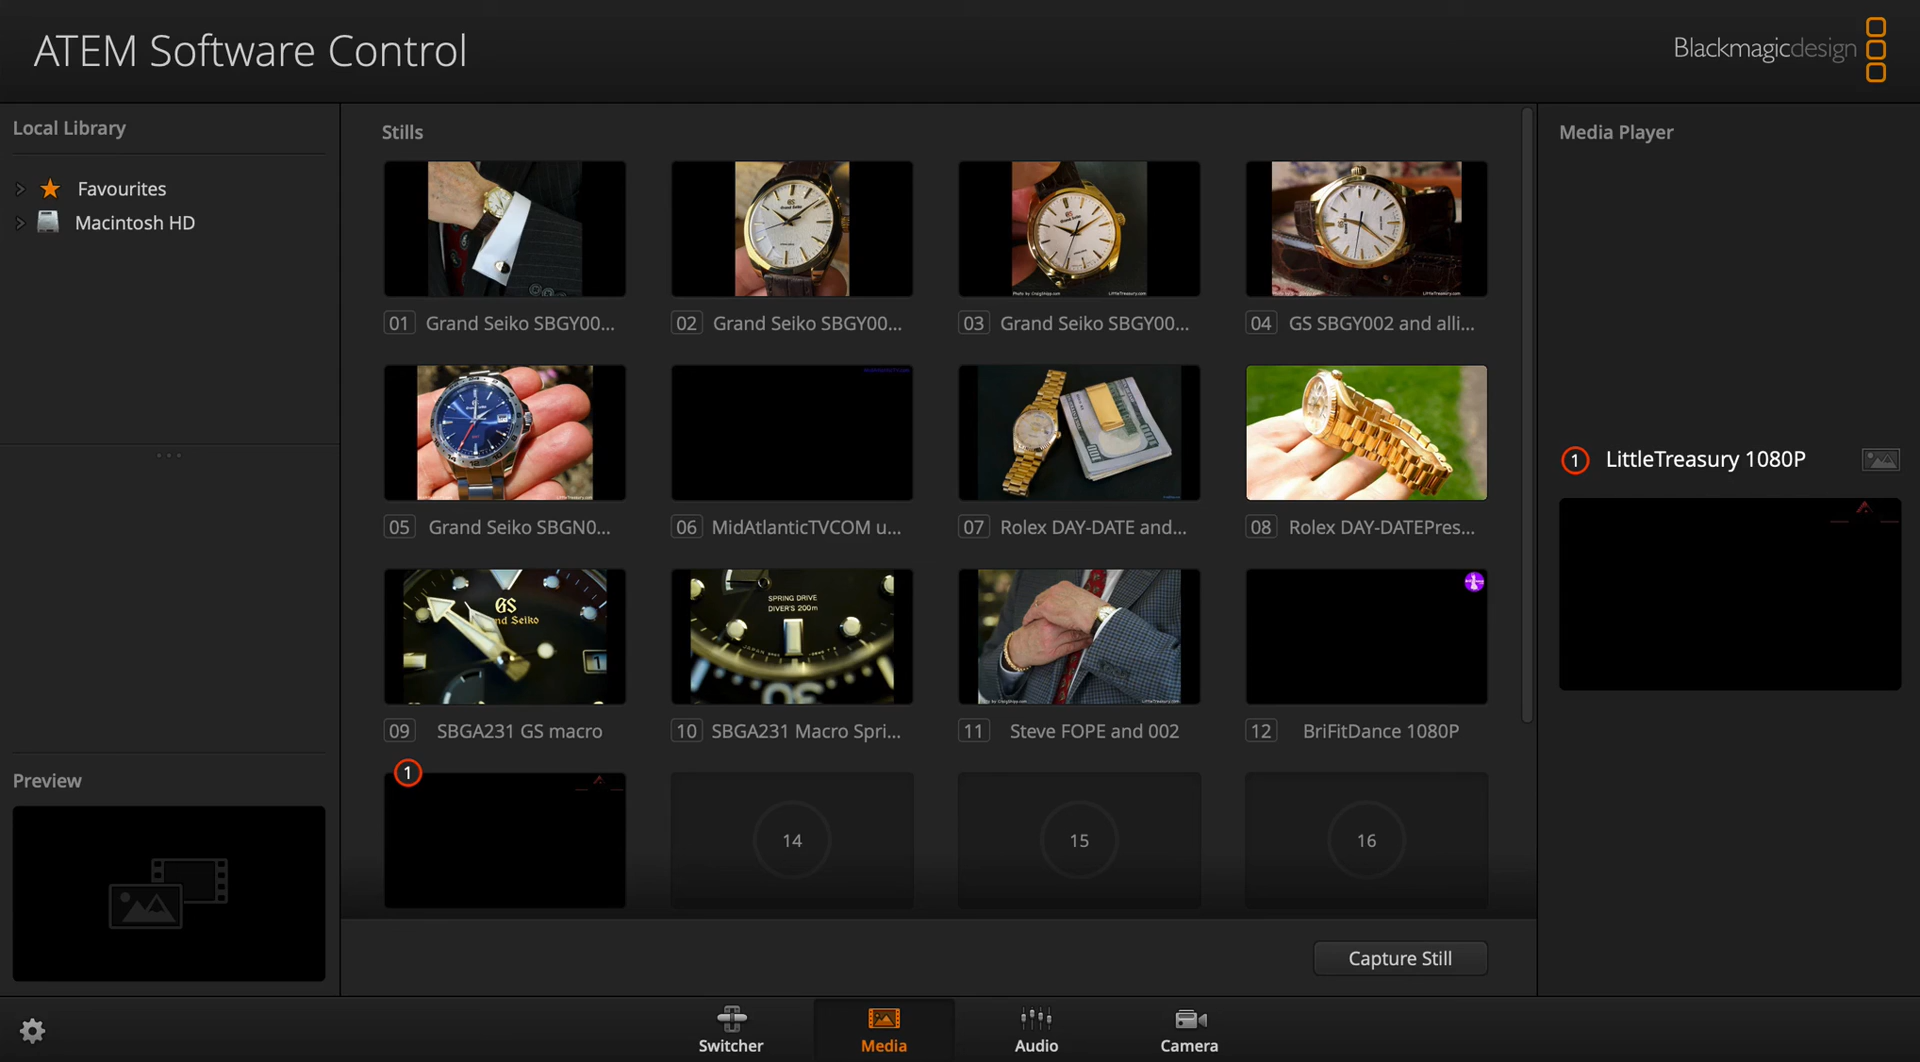 ATEM Software Control
Blackmagicdesign
Local Library
Favourites
Macintosh HD
Preview
Stills
01 Grand Seiko SBGY00...
02 Grand Seiko SBGY00...
03 Grand Seiko SBGY00...
04 GS SBGY002 and alli...
05 Grand Seiko SBGN0...
06 MidAtlanticTVCOM u...
07 Rolex DAY-DATE and...
08 Rolex DAY-DATEPres...
GS
nd Seiko
1
SPRING DRIVE
DIVER'S 200m
09 SBGA231 GS macro
10 SBGA231 Macro Spri...
11 Steve FOPE and 002
12 BriFitDance 1080P
1
14
15
16
Capture Still
Media Player
1 LittleTreasury 1080P
Switcher
Media
Audio
Camera